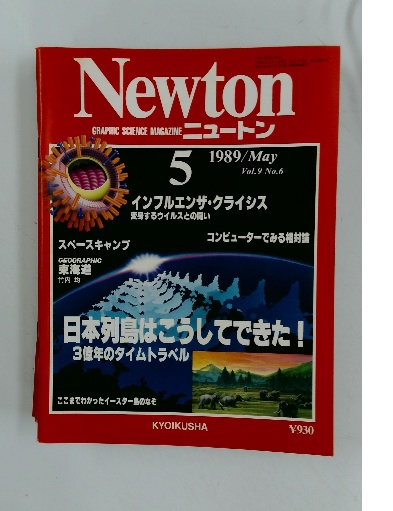 Newton
GRAPHIC SCIENCE MAGAZINE ニュートン
5
1989/May
Vol.9 No.6
インフルエンザ・クライシス
変身するウイルスとの闘い
コンピューターでみる相対論
スペースキャンプ
GEOGRAPHIC
東海道
竹内 均
日本列島はこうしてできた!
3億年のタイムトラベル
ここまでわかったイースター島のなぞ
KYOIKUSHA
¥930